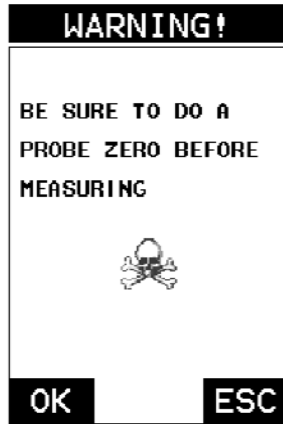 WARNING!
BE SURE TO DO A
PROBE ZERO BEFORE
MEASURING
OK ESC